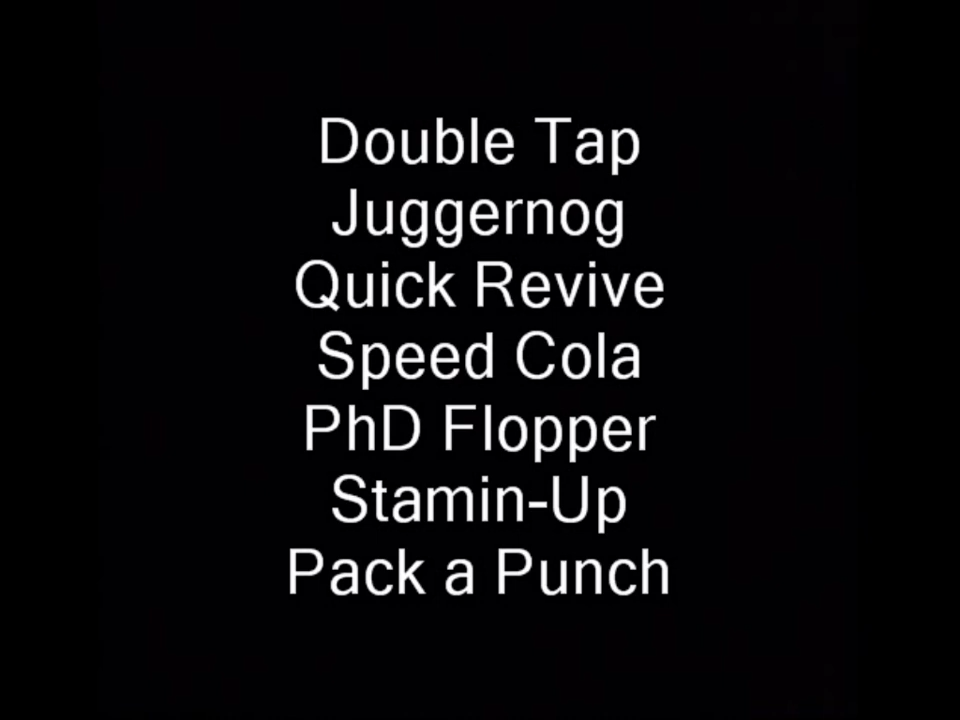 Double Tap
Juggernog
Quick Revive
Speed Cola
PhD Flopper
Stamin-Up
Pack a Punch